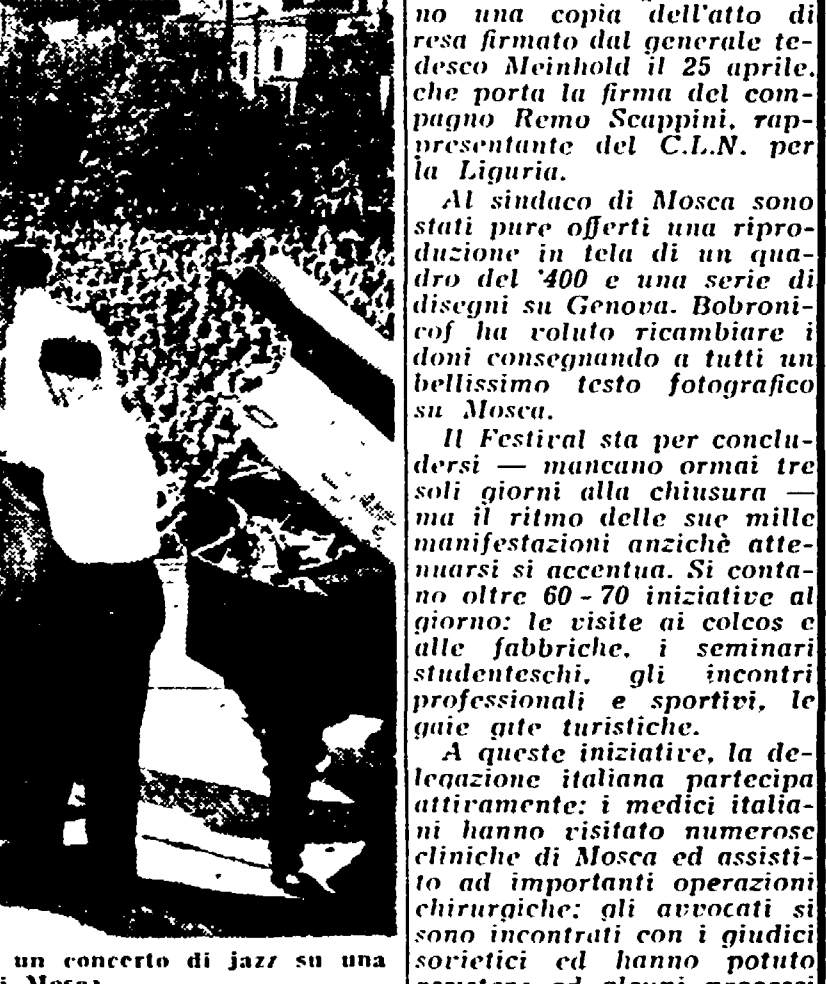 no una copia dell'atto di
resa firmato dal generale te-
desco Meinhold il 25 aprile.
che porta la firma del com-
pagno Remo Scappini, rap-
presentante del C.L.N. per
la Liguria.
Al sindaco di Mosca sono
stati pure offerti una ripro-
duzione in tela di un qua-
dro del '400 e una serie di
disegni su Genova. Bobroni-
cof ha voluto ricambiare i
doni consegnando a tutti un
bellissimo testo fotografico
su Mosca.
Il Festival sta per conclu-
dersi — mancano ormai tre
soli giorni alla chiusura —
ma il ritmo delle sue mille
manifestazioni anzichè atte-
nuarsi si accentua. Si conta-
no oltre 60 - 70 iniziative al
giorno: le visite ai colcos e
alle fabbriche, i seminari
studenteschi, gli incontri
professionali e sportivi, le
gaie gite turistiche.
A queste iniziative, la de-
legazione italiana partecipa
attivamente: i medici italia-
ni hanno visitato numerose
cliniche di Mosca ed assisti-
to ad importanti operazioni
chirurgiche; gli avvocati si
sono incontrati con i giudici
sovietici ed hanno potuto
assistere ad alcuni processi
un concerto di jazz su una
Mosca